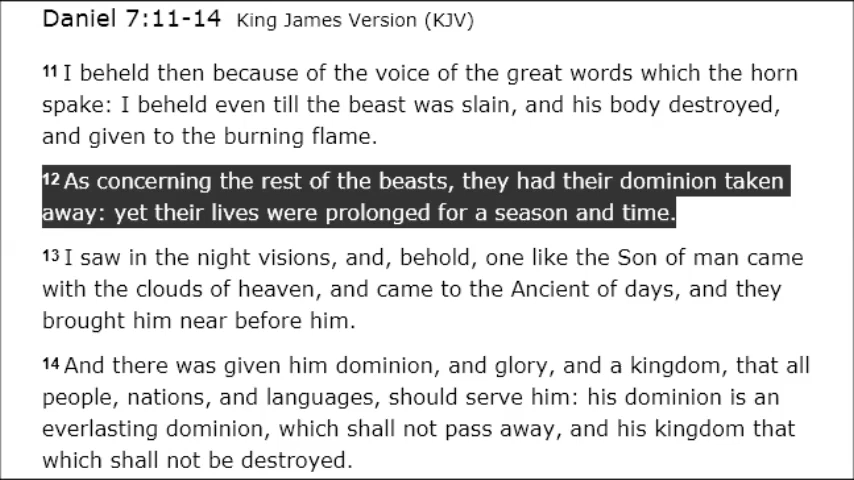 Daniel 7:11-14 King James Version (KJV)
11 I beheld then because of the voice of the great words which the horn
spake: I beheld even till the beast was slain, and his body destroyed,
and given to the burning flame.
12 As concerning the rest of the beasts, they had their dominion taken
away: yet their lives were prolonged for a season and time.
13 I saw in the night visions, and, behold, one like the Son of man came
with the clouds of heaven, and came to the Ancient of days, and they
brought him near before him.
14 And there was given him dominion, and glory, and a kingdom, that all
people, nations, and languages, should serve him: his dominion is an
everlasting dominion, which shall not pass away, and his kingdom that
which shall not be destroyed.